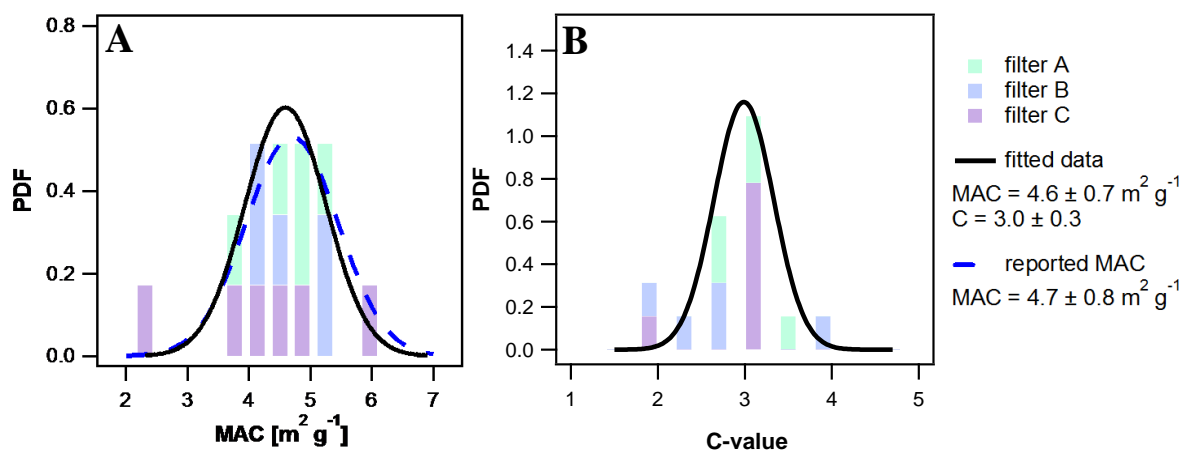 A
0.8
0.6
0.4
0.2
0.0
PDF
2 3 4 5 6 7
MAC [m² g⁻¹]
B
1.4
1.2
1.0
0.8
0.6
0.4
0.2
0.0
PDF
1 2 3 4 5
C-value
filter A
filter B
filter C
fitted data
MAC = 4.6 ± 0.7 m² g⁻¹
C = 3.0 ± 0.3
reported MAC
MAC = 4.7 ± 0.8 m² g⁻¹